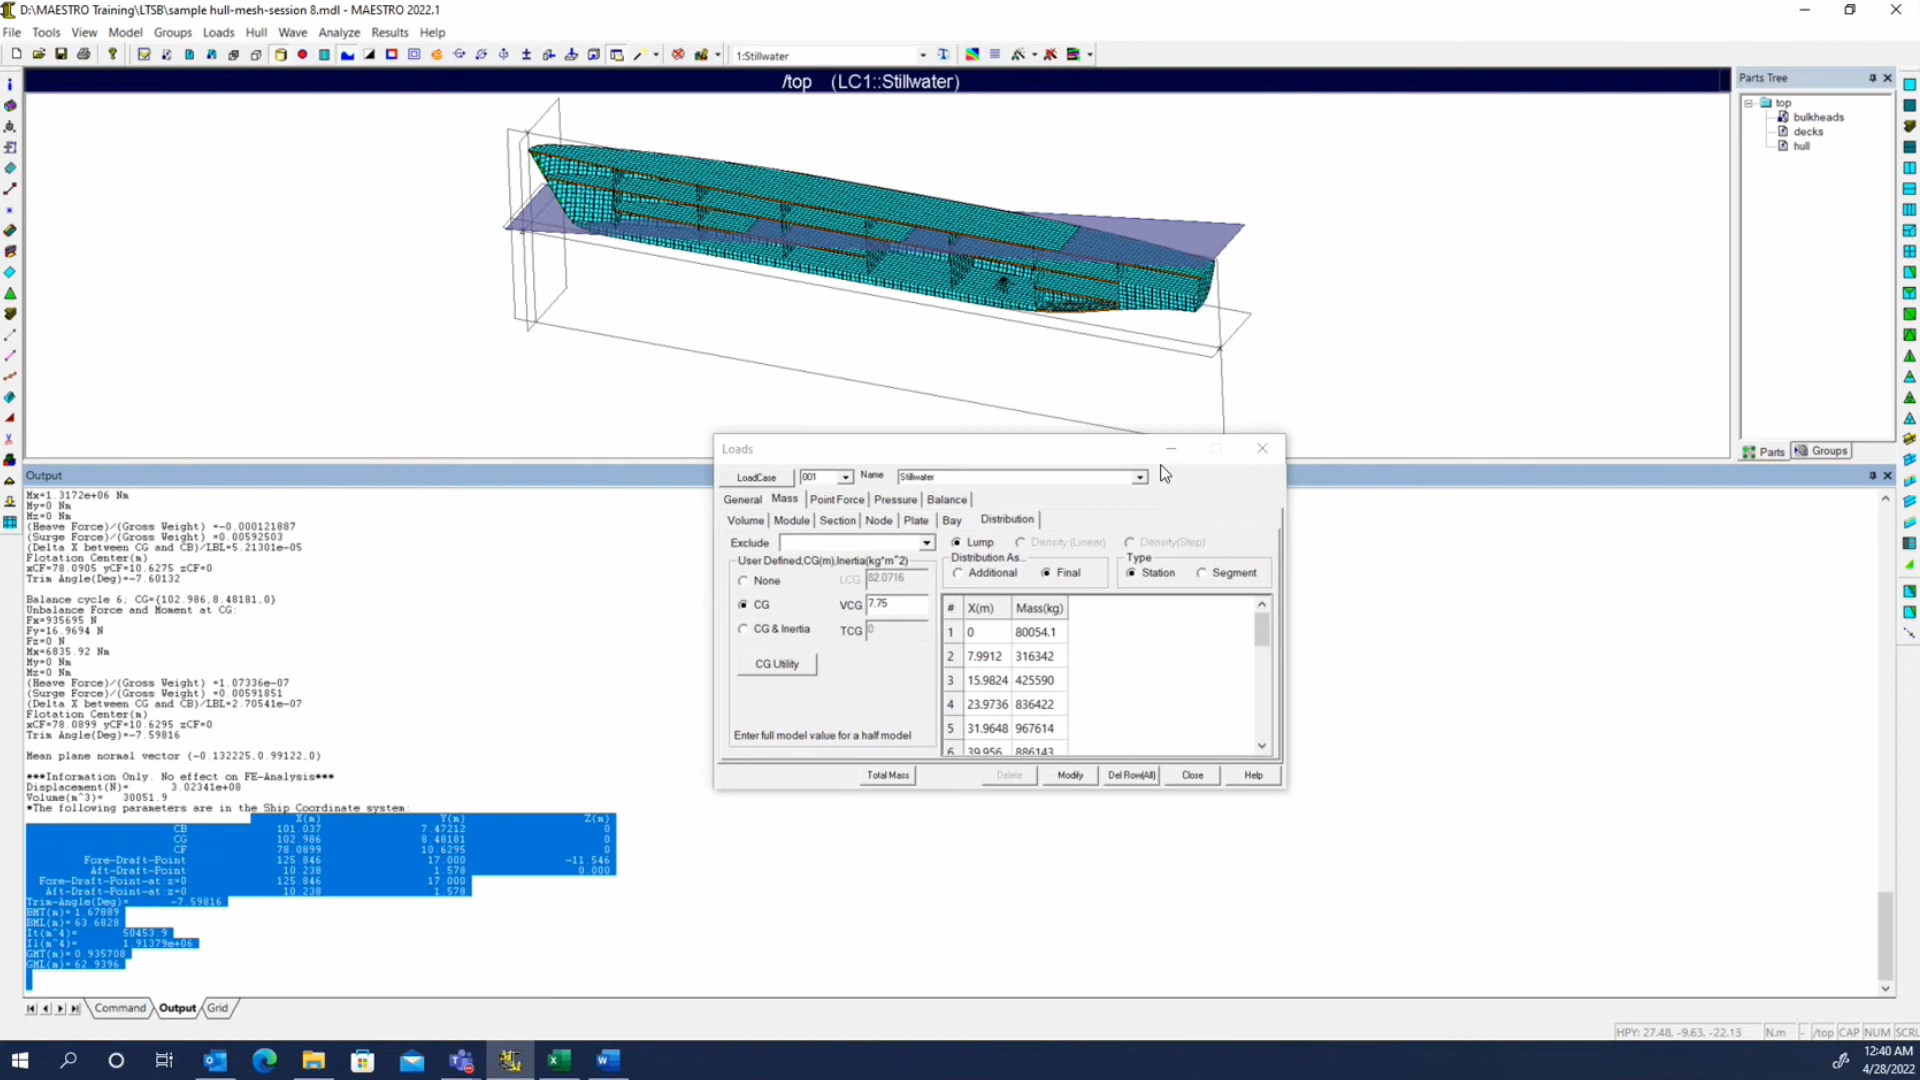 D:\MAESTRO Training\LTSB\sample hull-mesh-session 8.mdl - MAESTRO 2022.1
File Tools View Model Groups Loads Hull Wave Analyze Results Help
1:Stillwater
/top (LC1::Stillwater)
Parts Tree
top
bulkheads
decks
hull
Parts Groups
Output
Mx=1.3172e+06 Nm
My=0 Nm
Mz=0 Nm
(Heave Force)/(Gross Weight) =-0.000121887
(Surge Force)/(Gross Weight) =0.00592503
(Delta X between CG and CB)/LBL=5.21301e-05
Flotation Center(m)
xCF=78.0905 yCF=10.6275 zCF=0
Trim Angle(Deg)=-7.60132
Balance cycle 6; CG={102.986,8.48181,0}
Unbalance Force and Moment at CG:
Fx=935695 N
Fy=16.9694 N
Fz=0 N
Mx=6835.92 Nm
My=0 Nm
Mz=0 Nm
(Heave Force)/(Gross Weight) =1.07336e-07
(Surge Force)/(Gross Weight) =0.00591851
(Delta X between CG and CB)/LBL=2.70541e-07
Flotation Center(m)
xCF=78.0899 yCF=10.6295 zCF=0
Trim Angle(Deg)=-7.59816
Mean plane normal vector (-0.132225,0.99122,0)
***Information Only. No effect on FE-Analysis***
Displacement(N)= 3.02341e+08
Volume(m^3)= 30051.9
*The following parameters are in the Ship Coordinate system:
X(m) Y(m) Z(m)
CB 101.037 7.47212 0
CG 102.986 8.48181 0
CF 78.0899 10.6295 0
Fore-Draft-Point 125.846 17.000 -11.546
Aft-Draft-Point 10.238 1.578 0.000
Fore-Draft-Point-at:z=0 125.846 17.000
Aft-Draft-Point-at:z=0 10.238 1.578
Trim-Angle(Deg)= -7.59816
BMT(m)=1.67889
BML(m)=63.6828
It(m^4)= 50453.9
Il(m^4)= 1.91379e+06
GMT(m)=0.935708
GML(m)=62.9396
Loads
LoadCase 001 Name Stillwater
General Mass Point Force Pressure Balance
Volume Module Section Node Plate Bay Distribution
Exclude Lump Density (Linear) Density(Step)
User Defined,CG(m),Inertia(kg*m^2) Distribution As... Type
None LCG 82.0716 Additional Final Station Segment
CG VCG 7.75
CG & Inertia TCG 0
CG Utility
Enter full model value for a half model
# X(m) Mass(kg)
1 0 80054.1
2 7.9912 316342
3 15.9824 425590
4 23.9736 836422
5 31.9648 967614
6 39.956 886143
Total Mass Delete Modify Del Row(All) Close Help
Command Output Grid
HPY: 27.48, -9.63, -22.13 N.m - /top CAP NUM SCRL
12:40 AM
4/28/2022